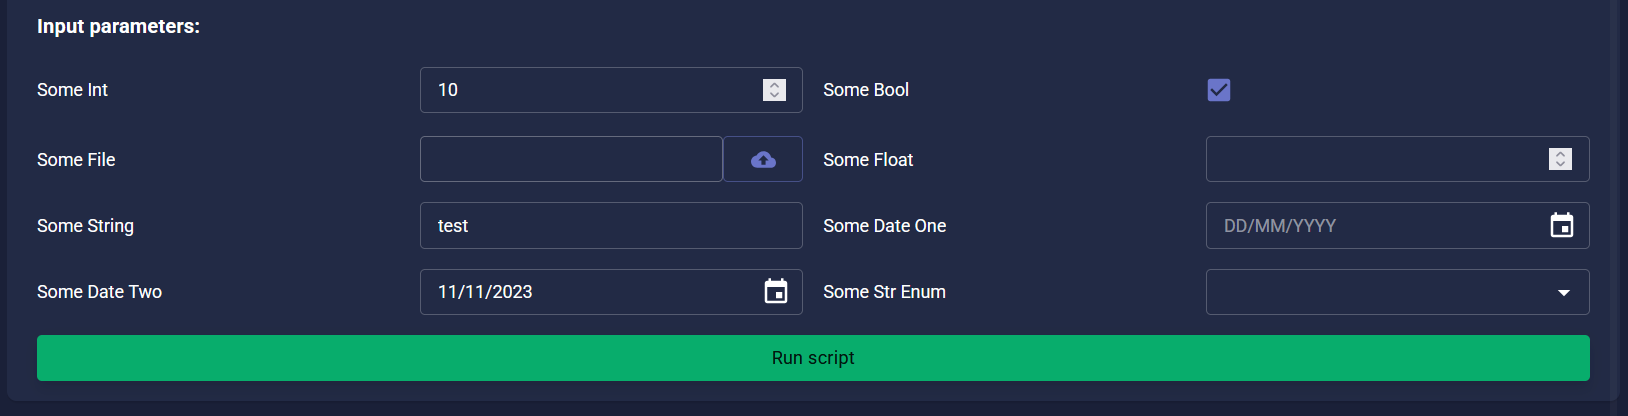 Input parameters:
Some Int 10 Some Bool
Some File Some Float
Some String test Some Date One DD/MM/YYYY
Some Date Two 11/11/2023 Some Str Enum
Run script